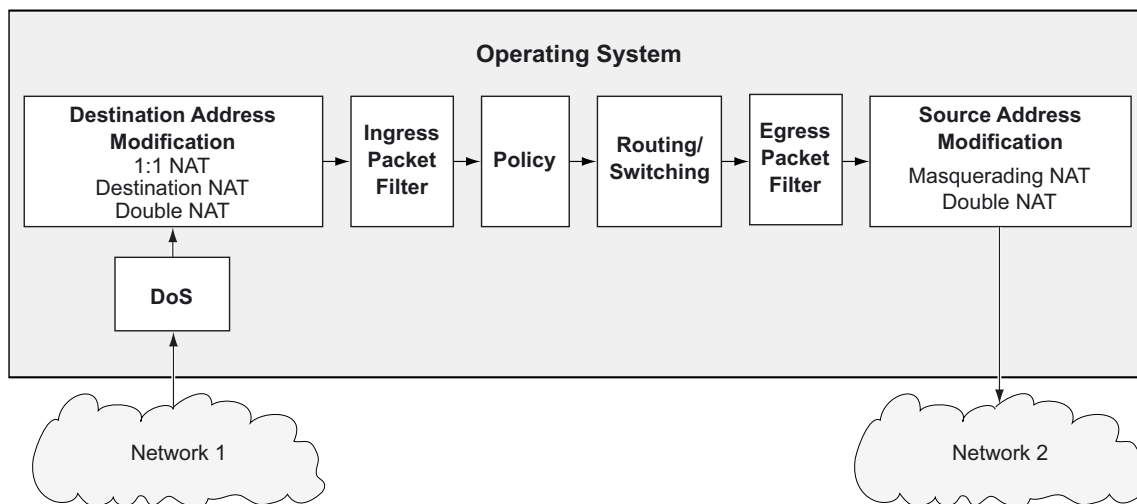 Operating System
Destination Address
Modification
1:1 NAT
Destination NAT
Double NAT
Ingress
Packet
Filter
Policy
Routing/
Switching
Egress
Packet
Filter
Source Address
Modification
Masquerading NAT
Double NAT
DoS
Network 1
Network 2